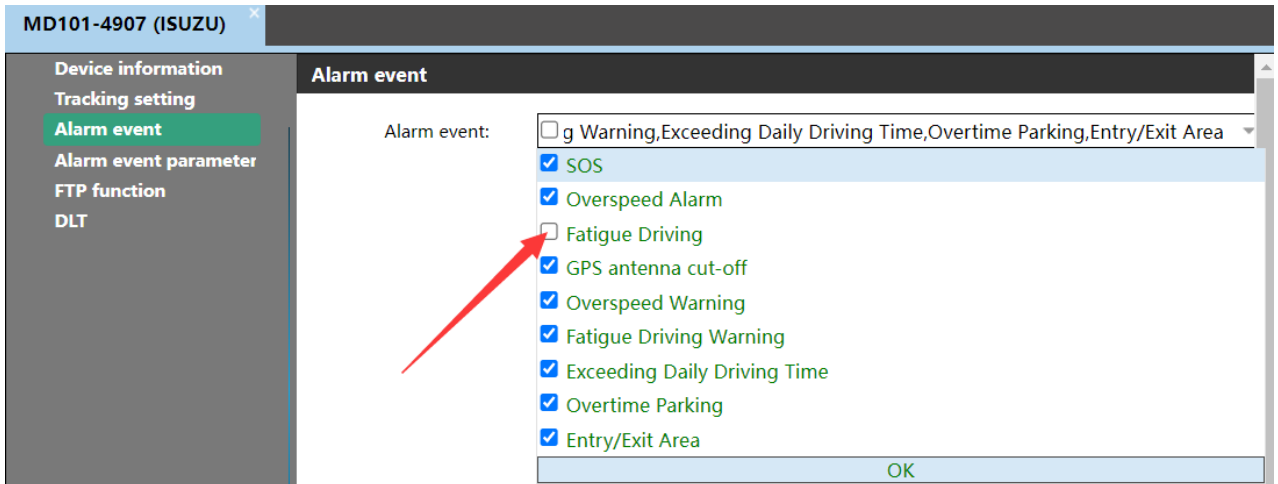 MD101-4907 (ISUZU)
Device information
Tracking setting
Alarm event
Alarm event parameter
FTP function
DLT
Alarm event
Alarm event:
g Warning,Exceeding Daily Driving Time,Overtime Parking,Entry/Exit Area
SOS
Overspeed Alarm
Fatigue Driving
GPS antenna cut-off
Overspeed Warning
Fatigue Driving Warning
Exceeding Daily Driving Time
Overtime Parking
Entry/Exit Area
OK